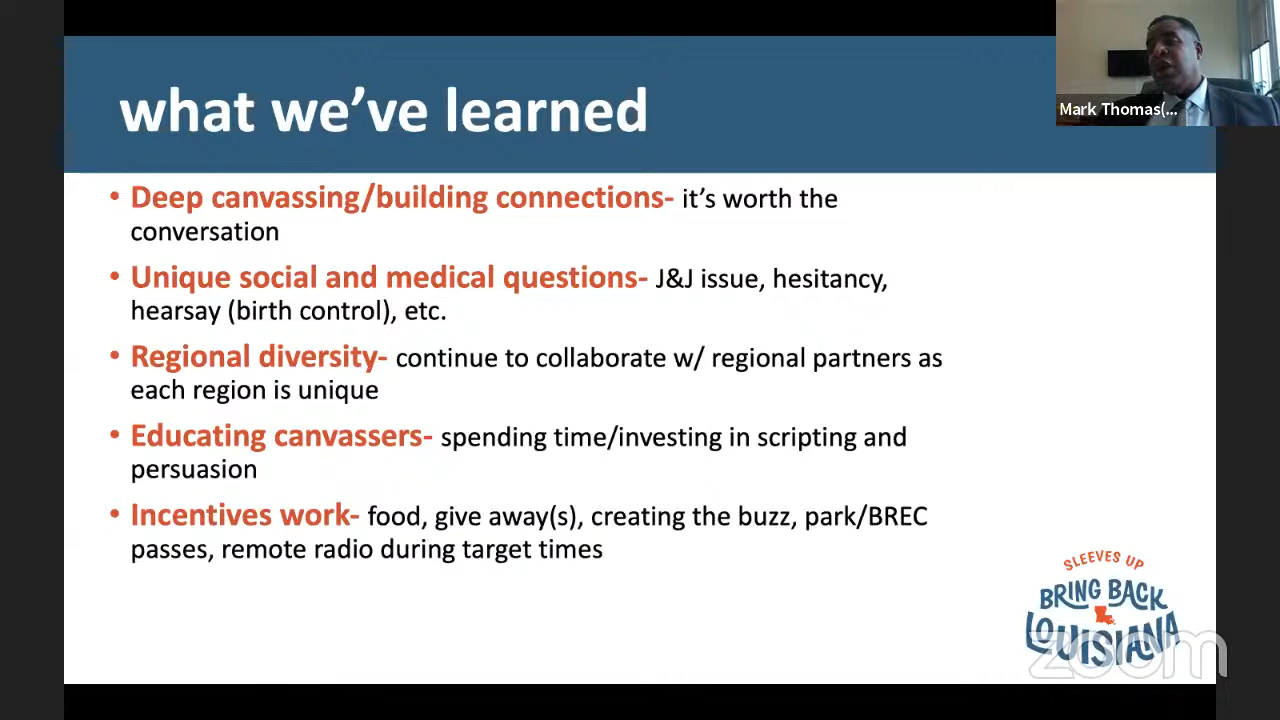 what we've learned
Mark Thomas(...
• Deep canvassing/building connections- it's worth the
conversation
• Unique social and medical questions- J&J issue, hesitancy,
hearsay (birth control), etc.
• Regional diversity- continue to collaborate w/ regional partners as
each region is unique
• Educating canvassers- spending time/investing in scripting and
persuasion
• Incentives work- food, give away(s), creating the buzz, park/BREC
passes, remote radio during target times
SLEEVES UP
BRING BACK
LOUISIANA
zoom